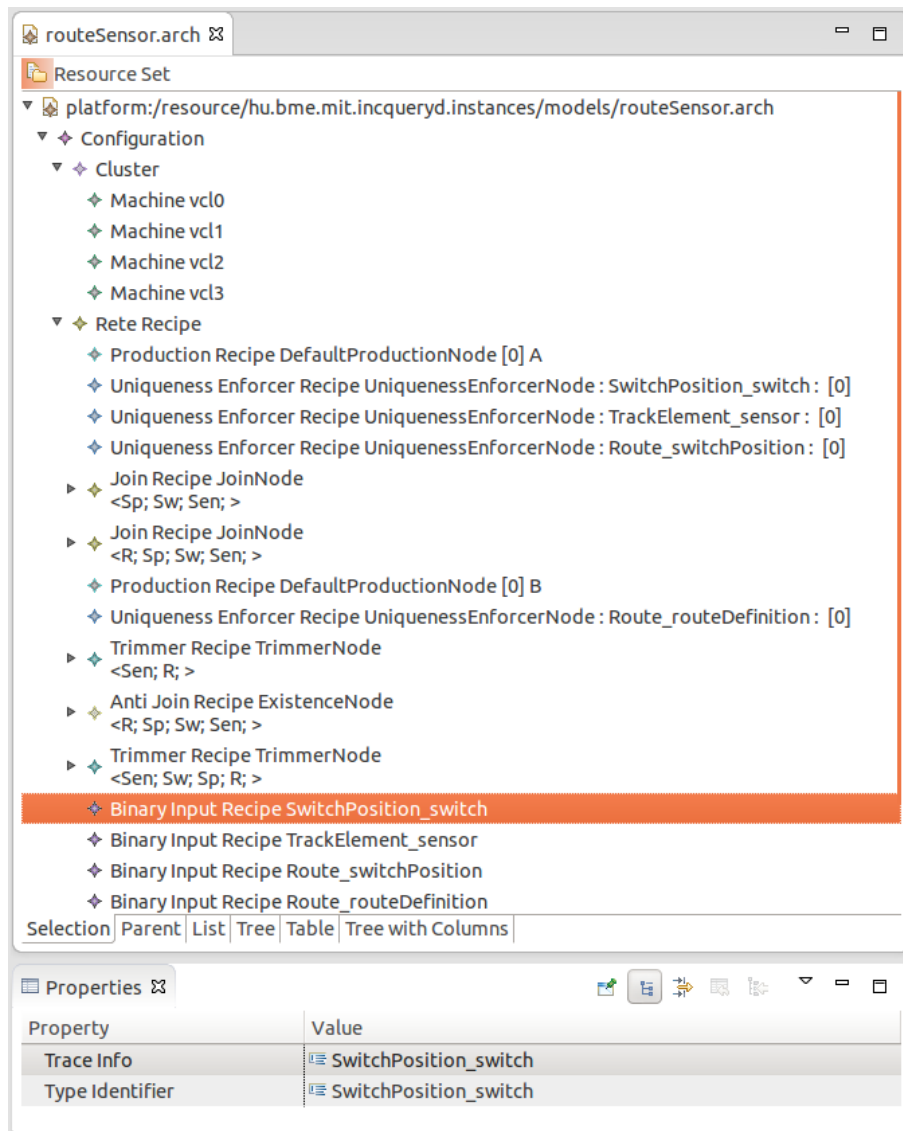 routeSensor.arch
Resource Set
platform:/resource/hu.bme.mit.incqueryd.instances/models/routeSensor.arch
Configuration
Cluster
Machine vcl0
Machine vcl1
Machine vcl2
Machine vcl3
Rete Recipe
Production Recipe DefaultProductionNode [0] A
Uniqueness Enforcer Recipe UniquenessEnforcerNode : SwitchPosition_switch : [0]
Uniqueness Enforcer Recipe UniquenessEnforcerNode : TrackElement_sensor : [0]
Uniqueness Enforcer Recipe UniquenessEnforcerNode : Route_switchPosition : [0]
Join Recipe JoinNode
<Sp; Sw; Sen; >
Join Recipe JoinNode
<R; Sp; Sw; Sen; >
Production Recipe DefaultProductionNode [0] B
Uniqueness Enforcer Recipe UniquenessEnforcerNode : Route_routeDefinition : [0]
Trimmer Recipe TrimmerNode
<Sen; R; >
Anti Join Recipe ExistenceNode
<R; Sp; Sw; Sen; >
Trimmer Recipe TrimmerNode
<Sen; Sw; Sp; R; >
Binary Input Recipe SwitchPosition_switch
Binary Input Recipe TrackElement_sensor
Binary Input Recipe Route_switchPosition
Binary Input Recipe Route_routeDefinition
Selection Parent List Tree Table Tree with Columns
Properties
Property Value
Trace Info SwitchPosition_switch
Type Identifier SwitchPosition_switch